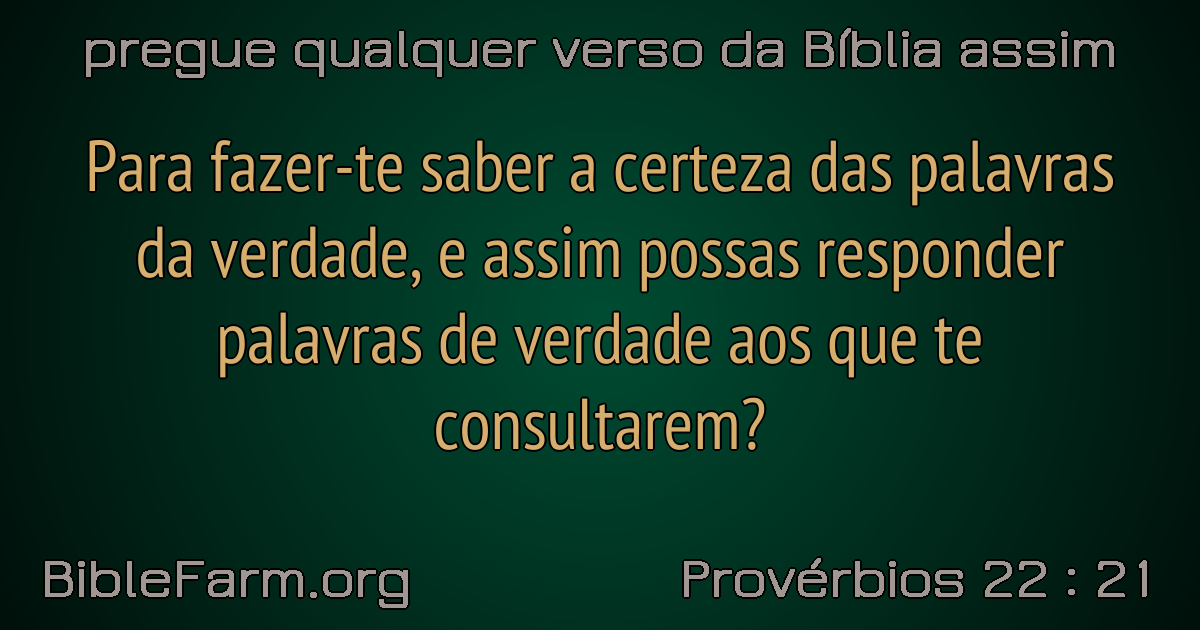 pregue qualquer verso da Bíblia assim
Para fazer-te saber a certeza das palavras
da verdade, e assim possas responder
palavras de verdade aos que te
consultarem?
BibleFarm.org
Provérbios 22 : 21